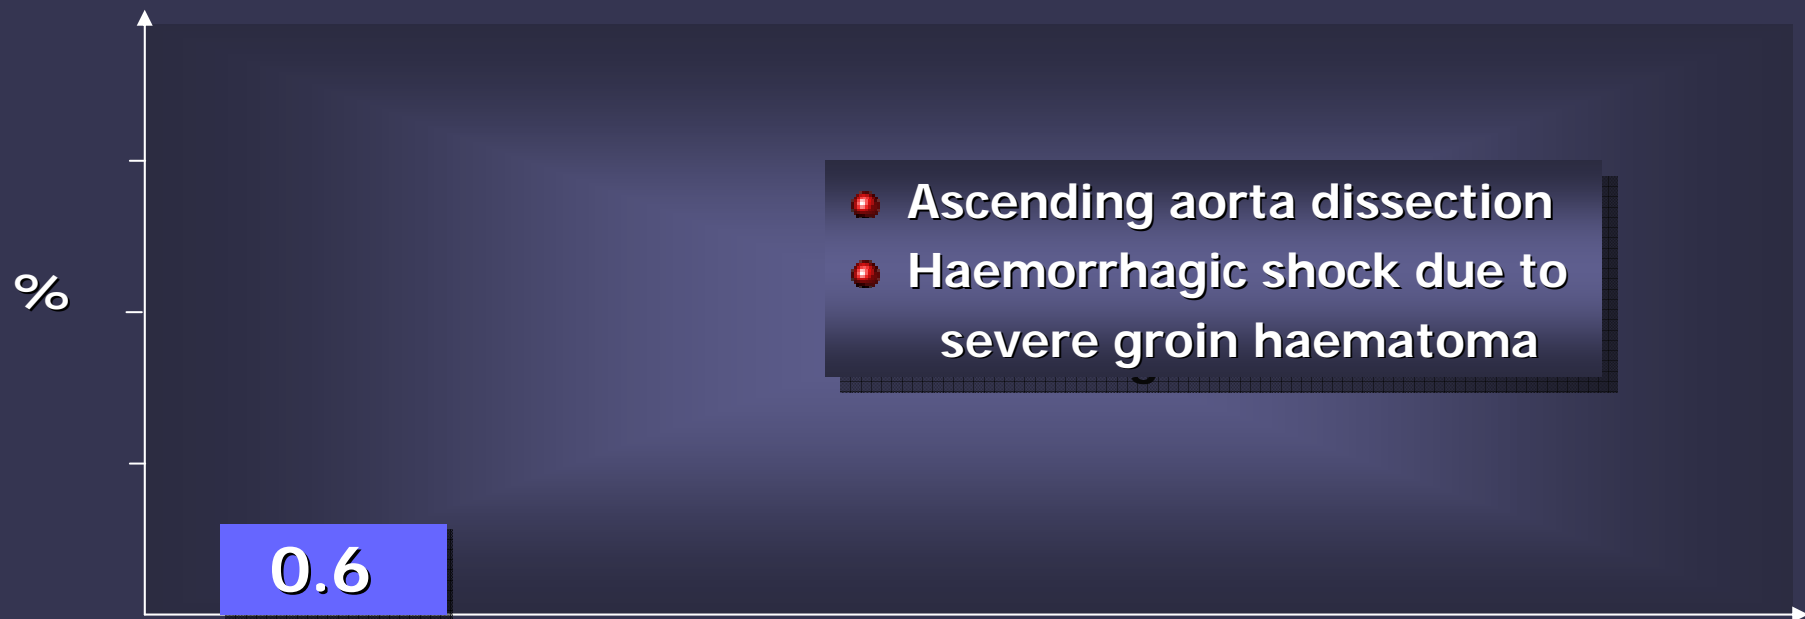 Ascending aorta dissection
Haemorrhagic shock due to
severe groin haematoma
%
0.6